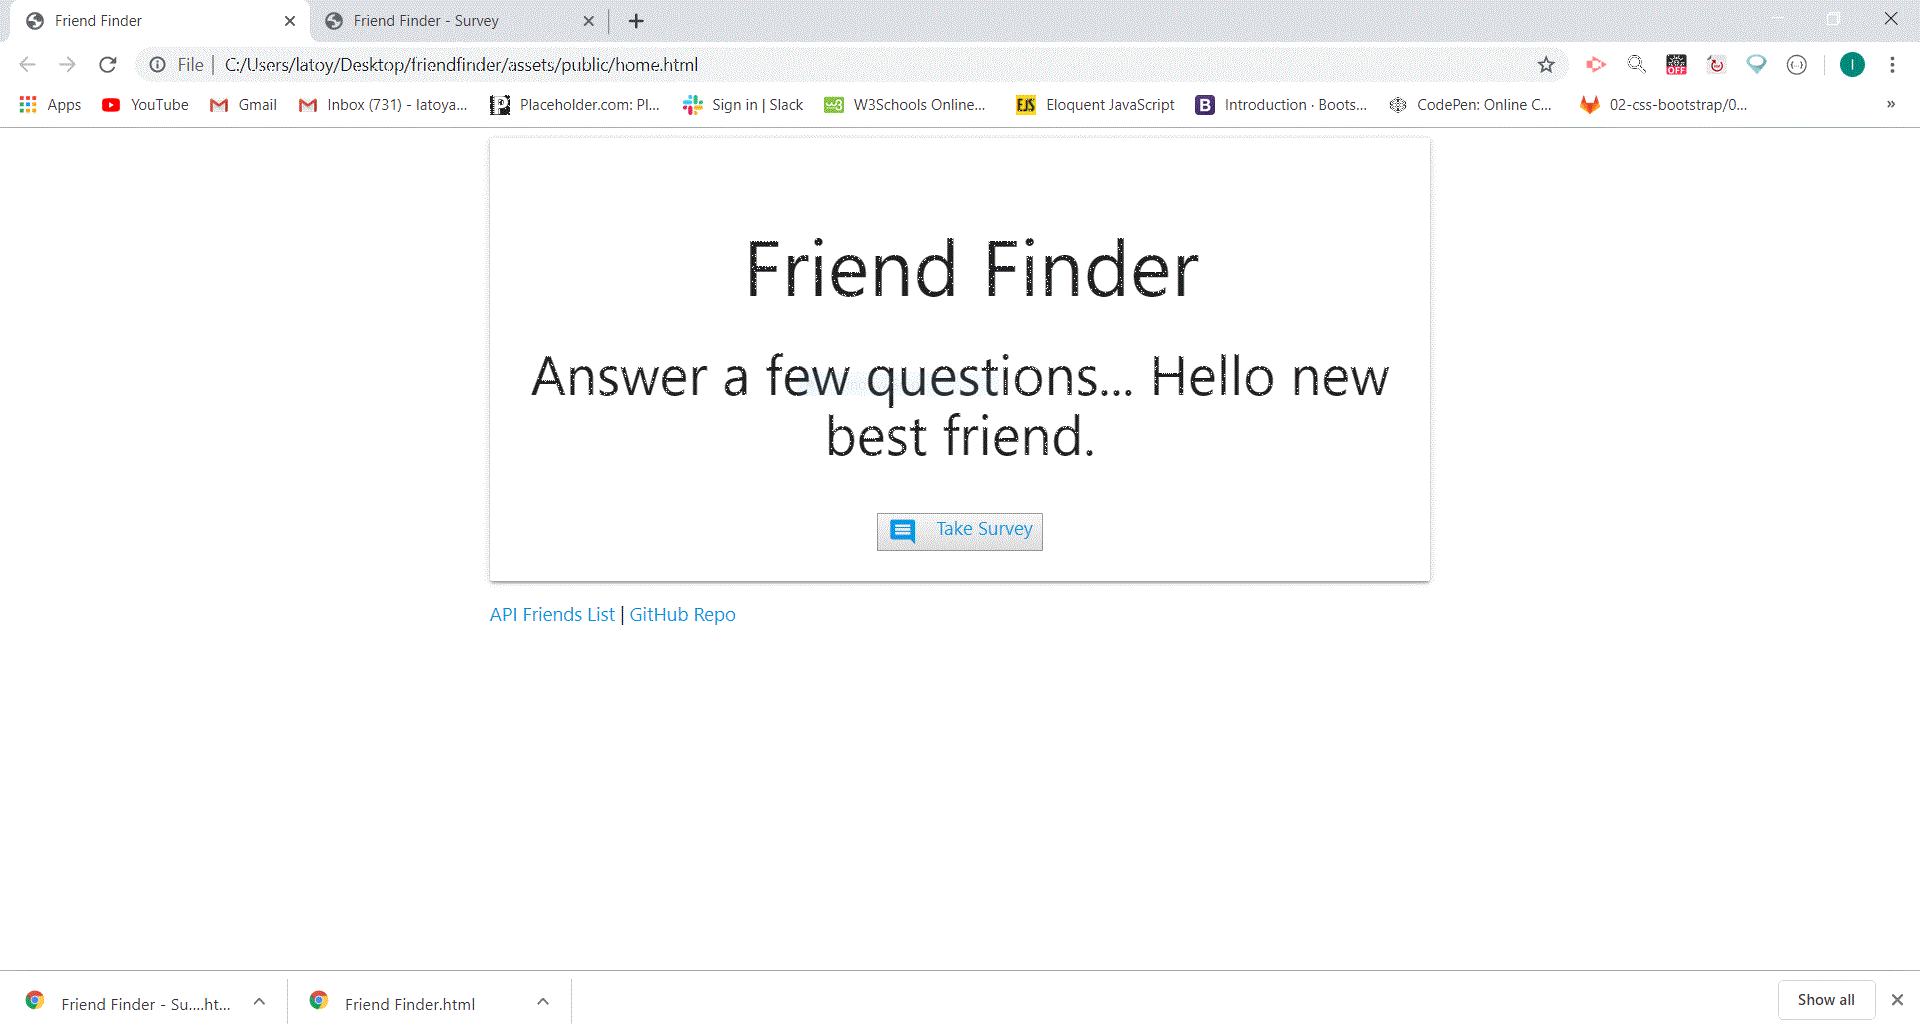 Friend Finder
Friend Finder - Survey
File | C:/Users/latoy/Desktop/friendfinder/assets/public/home.html
OFF
I
Apps
YouTube
Gmail
Inbox (731) - latoya...
Placeholder.com: Pl...
Sign in | Slack
W3Schools Online...
EJS
Eloquent JavaScript
B
Introduction · Boots...
CodePen: Online C...
02-css-bootstrap/0...
»
Friend Finder
Answer a few questions... Hello new
best friend.
Take Survey
API Friends List | GitHub Repo
Friend Finder - Su....ht...
Friend Finder.html
Show all